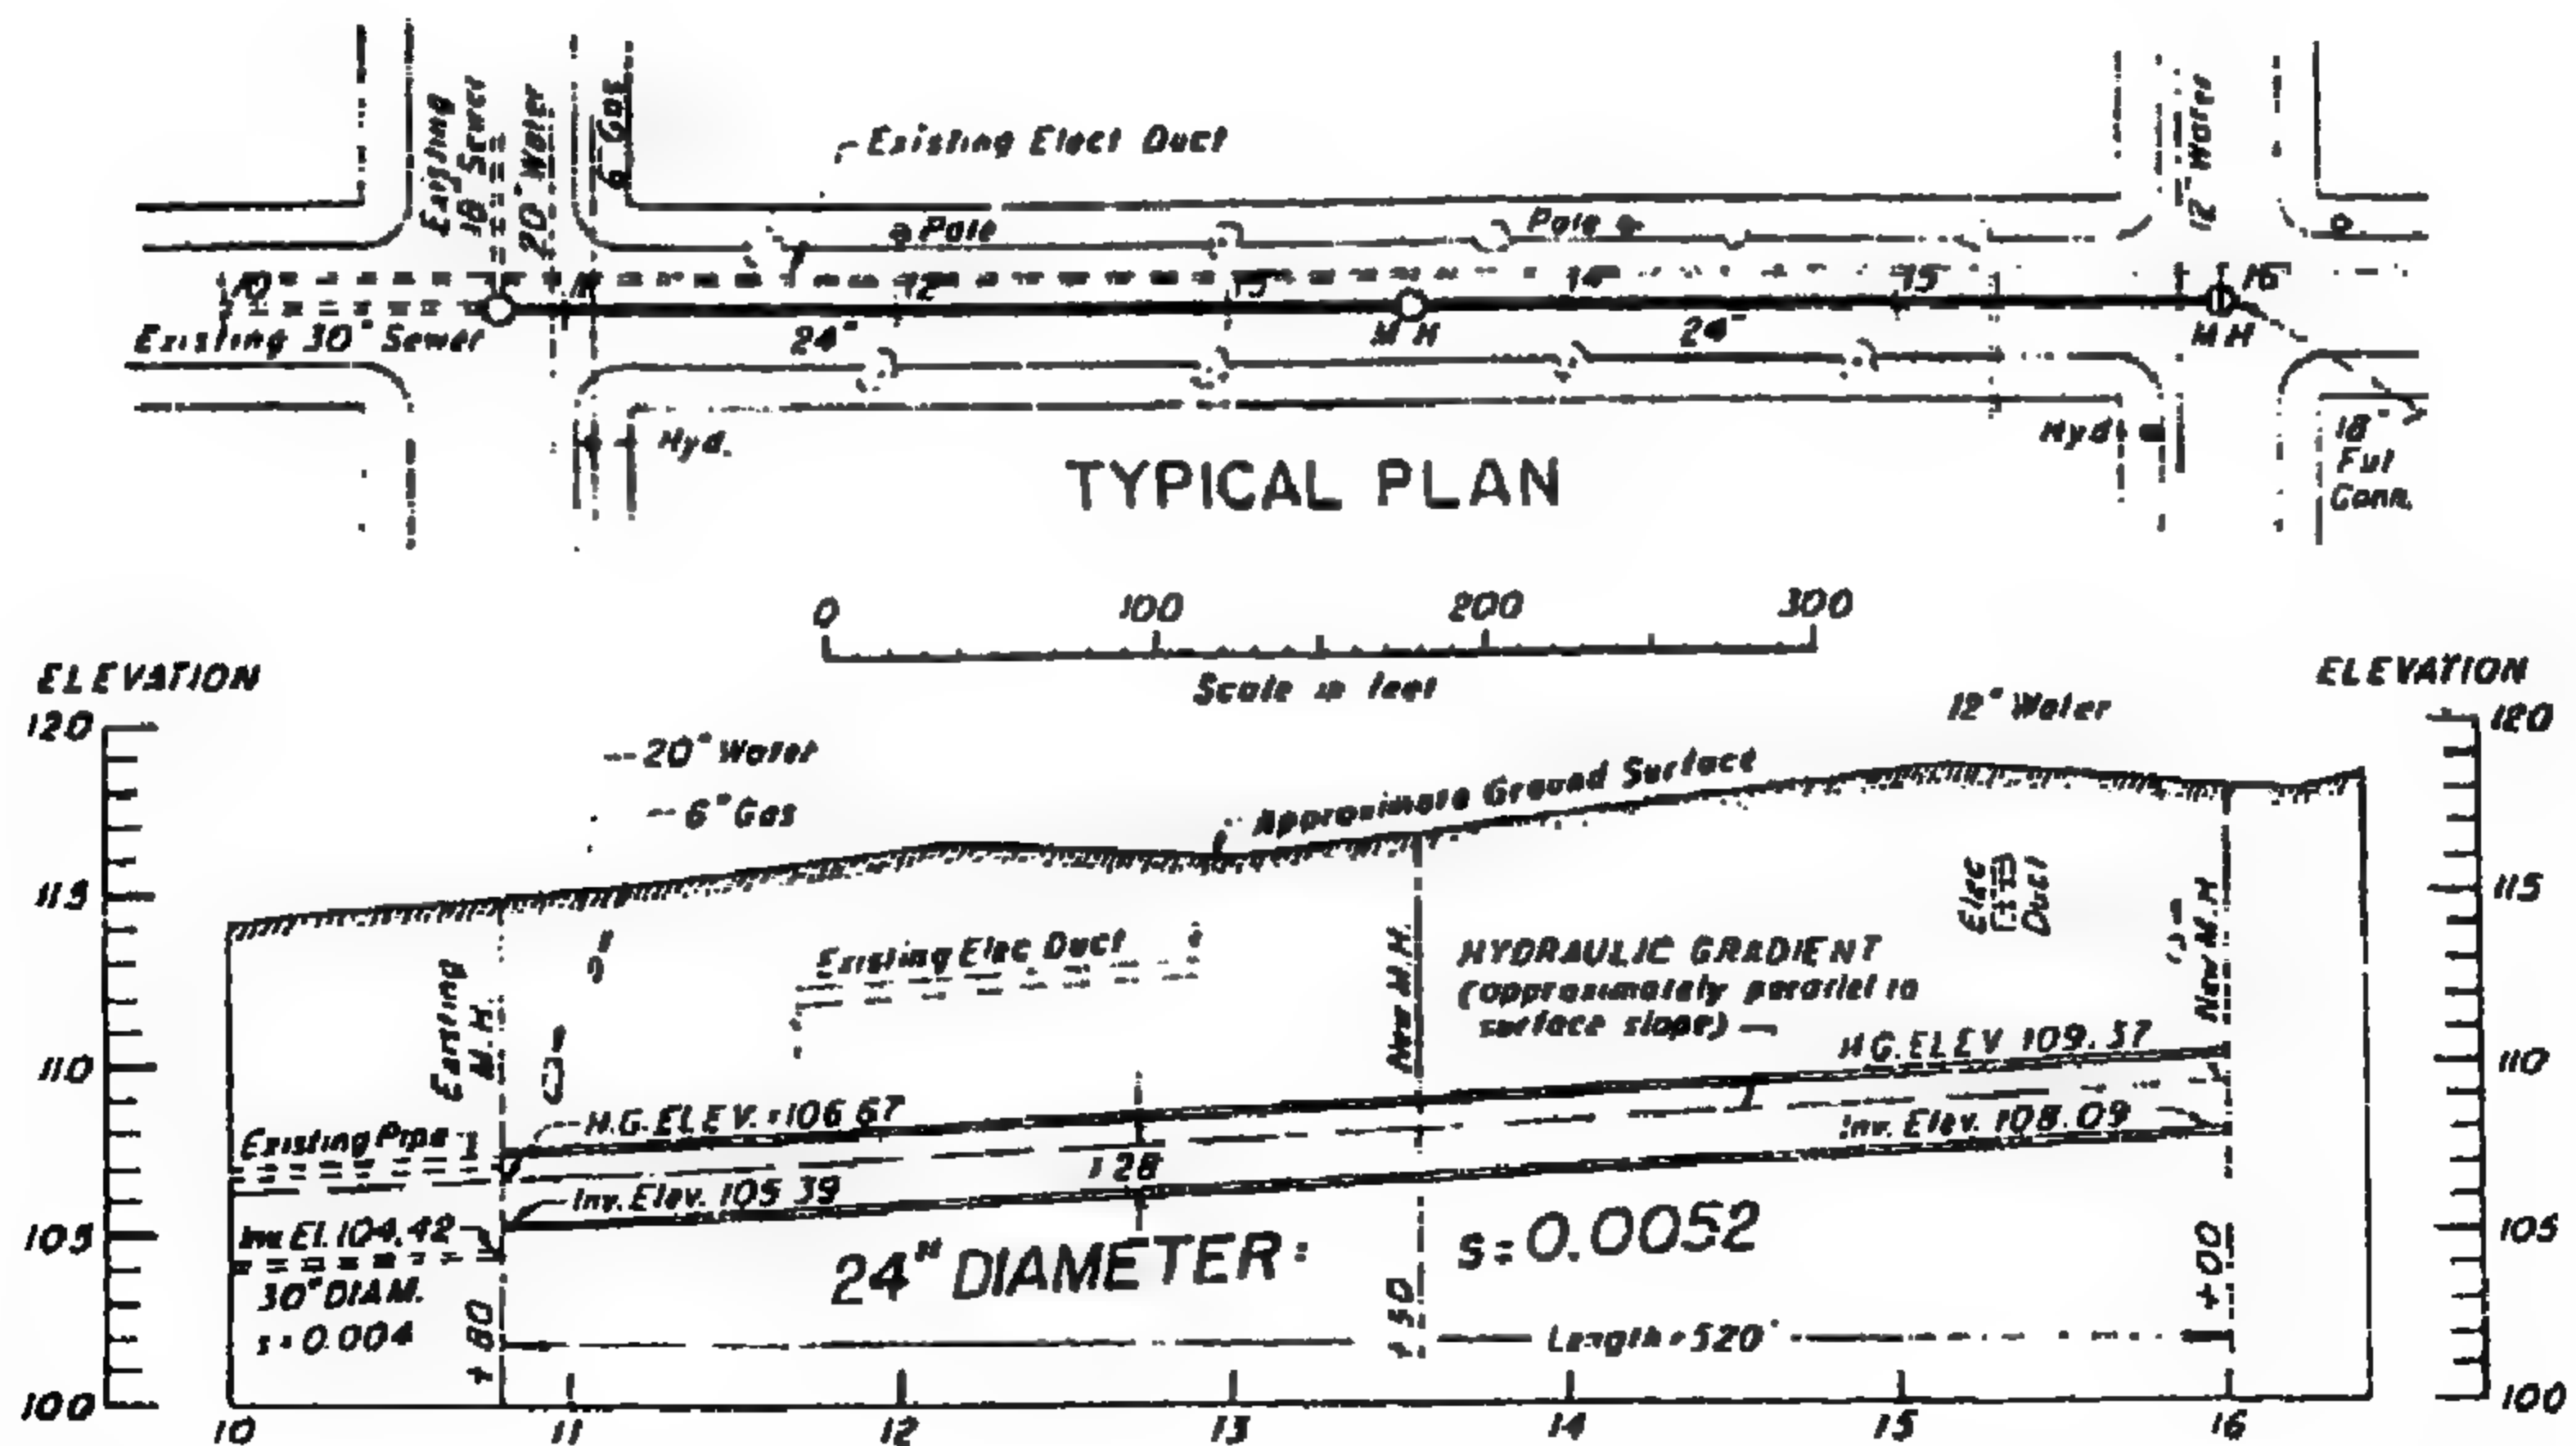 Existing
18" Sewer
20" Water
6" Gas
Existing Elect Duct
12" Water
Pole
Pole
10
11
12
13
14
15
16
Existing 30" Sewer
24"
M H
24"
M H
Hyd.
Hyd
18"
Fut
Conn.
TYPICAL PLAN
0 100 200 300
Scale in feet
ELEVATION
ELEVATION
120
115
110
105
100
120
115
110
105
100
20" Water
6" Gas
Approximate Ground Surface
12" Water
Existing
M.H.
Existing Elec Duct
New M.H.
HYDRAULIC GRADIENT
(approximately parallel to
surface slope)
Elec
Duct
New M.H
H.G. ELEV 109.37
H.G. ELEV. 106 67
Existing Pipe
Inv. Elev. 108.09
Inv. Elev. 105 39
Inv. El. 104.42
30" DIAM.
s = 0.004
24" DIAMETER: s = 0.0052
+ 80
+ 50
+ 00
Length = 520'
10 11 12 13 14 15 16